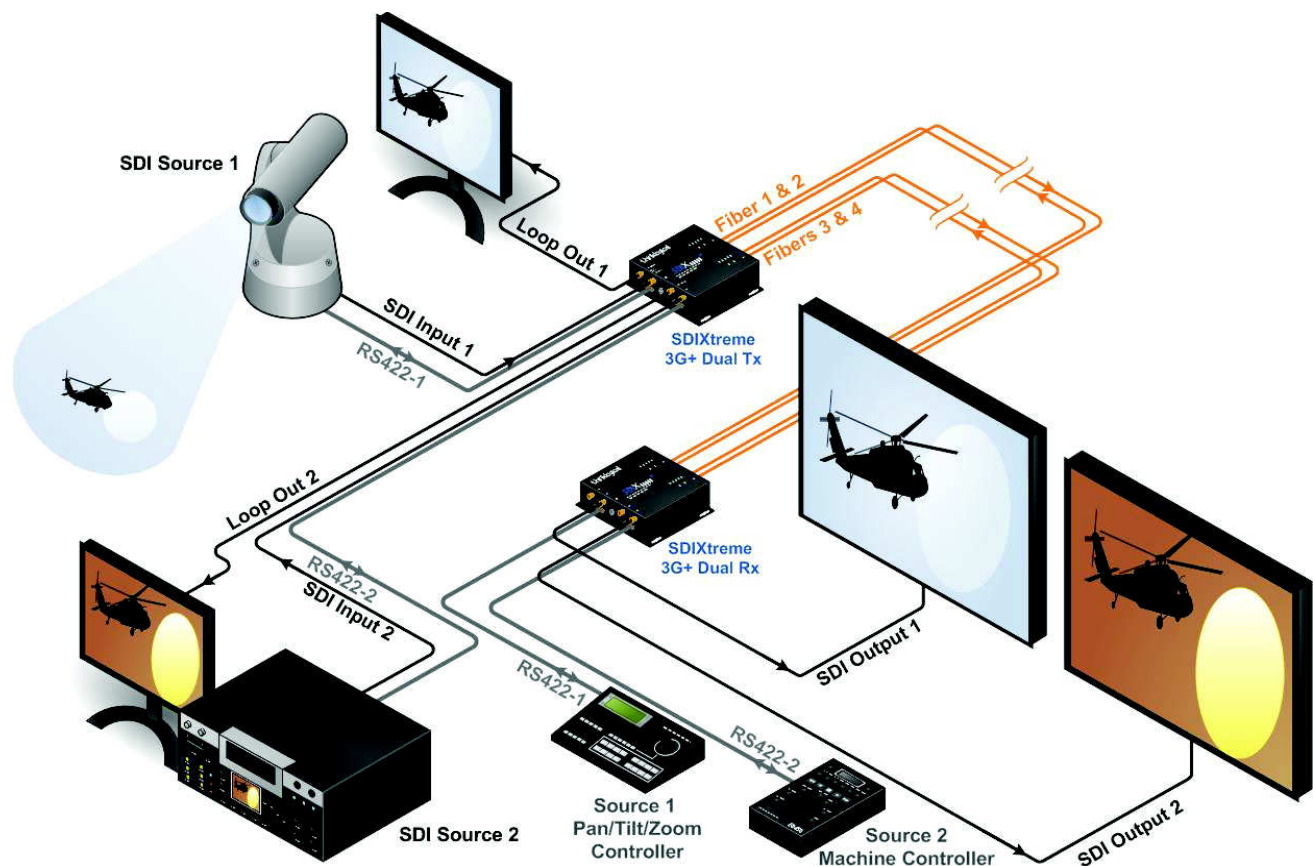 SDI Source 1
Loop Out 1
Fiber 1 & 2
Fibers 3 & 4
SDI Input 1
RS422-1
SDIXtreme
3G+ Dual Tx
Loop Out 2
RS422-2
SDI Input 2
SDIXtreme
3G+ Dual Rx
SDI Output 1
RS422-1
RS422-2
SDI Source 2
Source 1
Pan/Tilt/Zoom
Controller
Source 2
Machine Controller
SDI Output 2